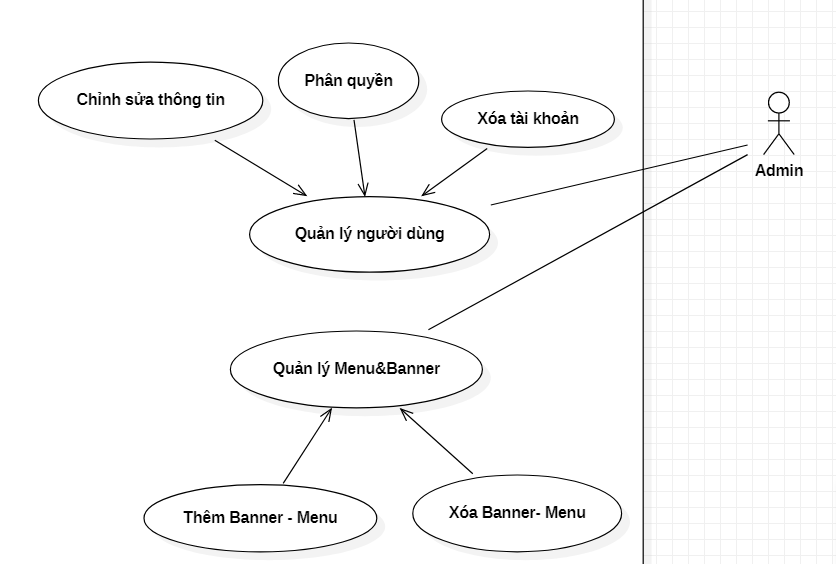 Phân quyền
Chỉnh sửa thông tin
Xóa tài khoản
Admin
Quản lý người dùng
Quản lý Menu&Banner
Thêm Banner - Menu
Xóa Banner- Menu